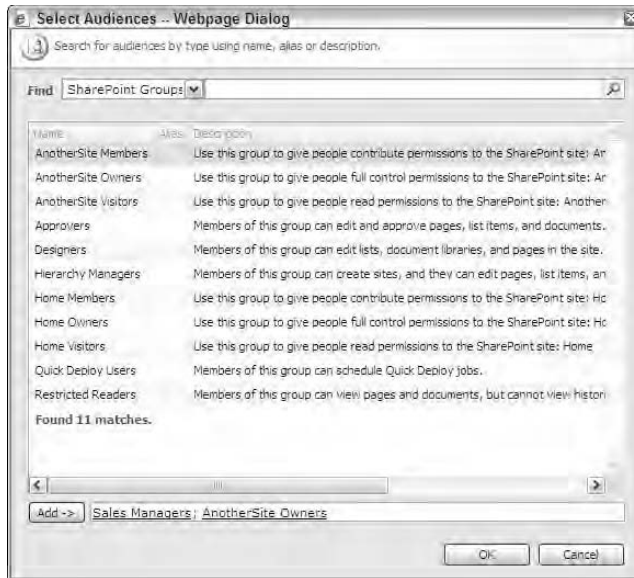 Select Audiences -- Webpage Dialog
Search for audiences by type using name, alias or description.
Find SharePoint Groups
Name Alias Description
AnotherSite Members Use this group to give people contribute permissions to the SharePoint site: Ar
AnotherSite Owners Use this group to give people full control permissions to the SharePoint site: Ar
AnotherSite Visitors Use this group to give people read permissions to the SharePoint site: Another
Approvers Members of this group can edit and approve pages, list items, and documents.
Designers Members of this group can edit lists, document libraries, and pages in the site.
Hierarchy Managers Members of this group can create sites, and they can edit pages, list items, an
Home Members Use this group to give people contribute permissions to the SharePoint site: Hc
Home Owners Use this group to give people full control permissions to the SharePoint site: Hc
Home Visitors Use this group to give people read permissions to the SharePoint site: Home
Quick Deploy Users Members of this group can schedule Quick Deploy jobs.
Restricted Readers Members of this group can view pages and documents, but cannot view histori
Found 11 matches.
Add -> Sales Managers; AnotherSite Owners
OK Cancel